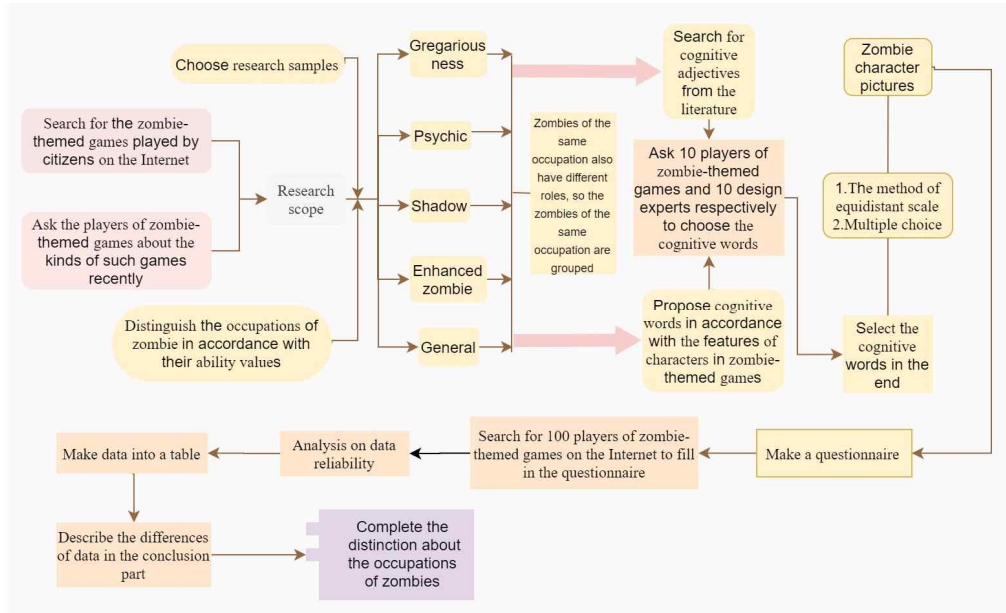 Choose research samples
Search for the zombie-
themed games played by
citizens on the Internet
Ask the players of zombie-
themed games about the
kinds of such games
recently
Research
scope
Distinguish the occupations of
zombie in accordance with
their ability values
Gregarious
ness
Psychic
Shadow
Enhanced
zombie
General
Zombies of the
same
occupation also
have different
roles, so the
zombies of the
same
occupation are
grouped
Search for
cognitive
adjectives
from the
literature
Ask 10 players of
zombie-themed
games and 10 design
experts respectively
to choose the
cognitive words
Propose cognitive
words in accordance
with the features of
characters in zombie-
themed games
Zombie
character
pictures
1.The method of
equidistant scale
2.Multiple choice
Select the
cognitive
words in the
end
Make a questionnaire
Search for 100 players of zombie-
themed games on the Internet to fill
in the questionnaire
Analysis on data
reliability
Make data into a table
Describe the differences
of data in the conclusion
part
Complete the
distinction about
the occupations
of zombies